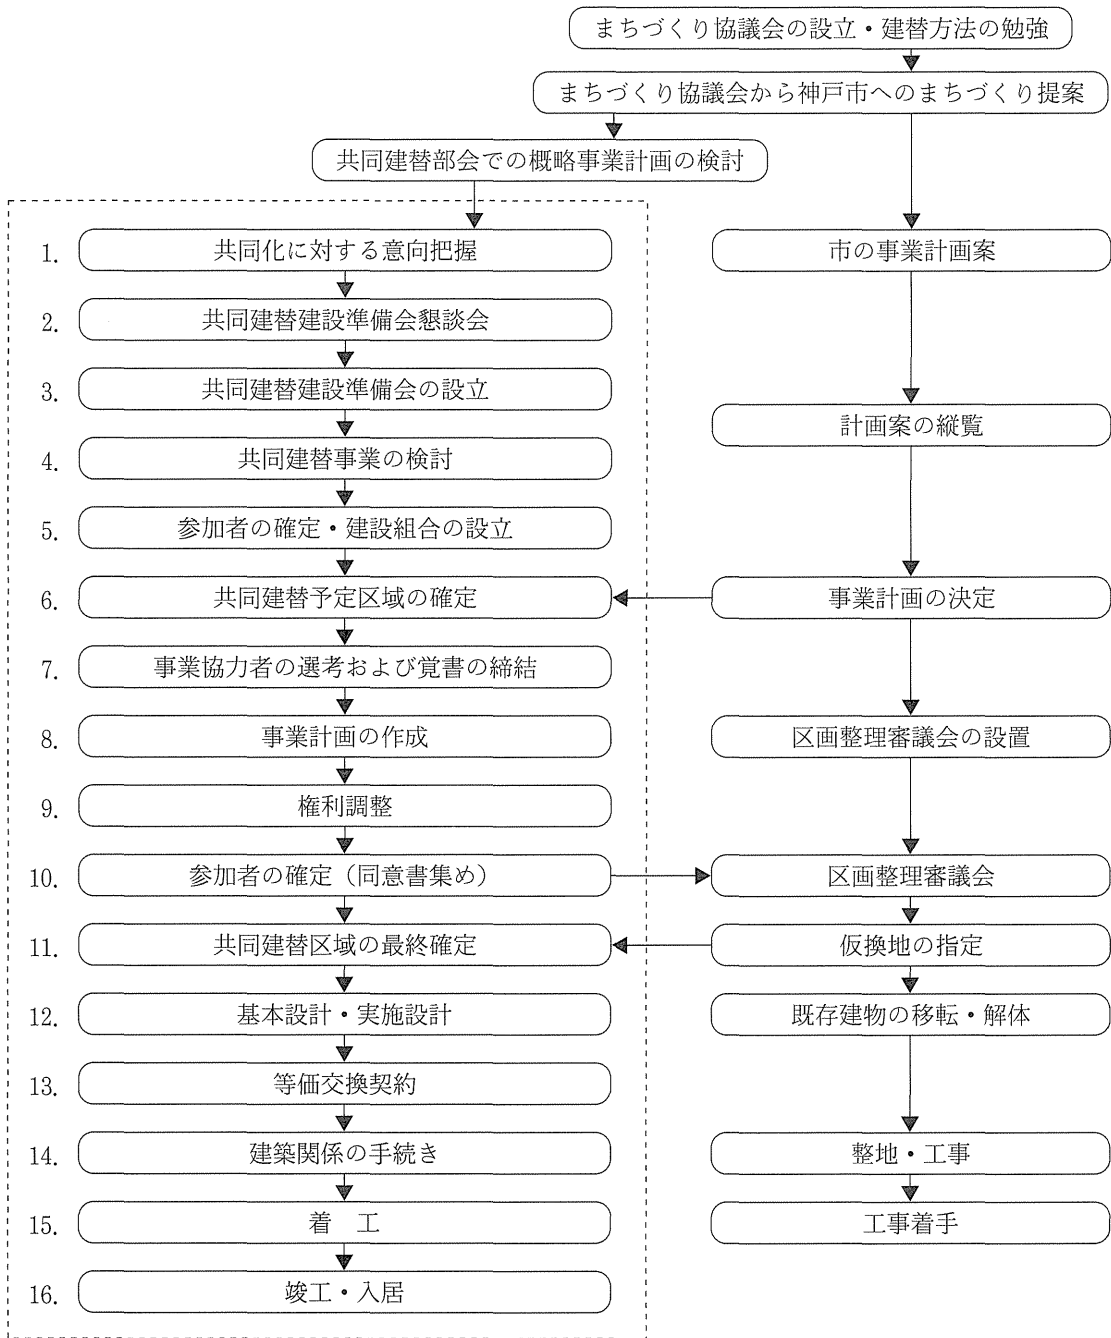 まちづくり協議会の設立・建替方法の勉強
まちづくり協議会から神戸市へのまちづくり提案
共同建替部会での概略事業計画の検討
1. 共同化に対する意向把握
市の事業計画案
2. 共同建替建設準備会懇談会
3. 共同建替建設準備会の設立
計画案の縦覧
4. 共同建替事業の検討
5. 参加者の確定・建設組合の設立
6. 共同建替予定区域の確定
事業計画の決定
7. 事業協力者の選考および覚書の締結
8. 事業計画の作成
区画整理審議会の設置
9. 権利調整
10. 参加者の確定（同意書集め）
区画整理審議会
11. 共同建替区域の最終確定
仮換地の指定
12. 基本設計・実施設計
既存建物の移転・解体
13. 等価交換契約
14. 建築関係の手続き
整地・工事
15. 着　工
工事着手
16. 竣工・入居